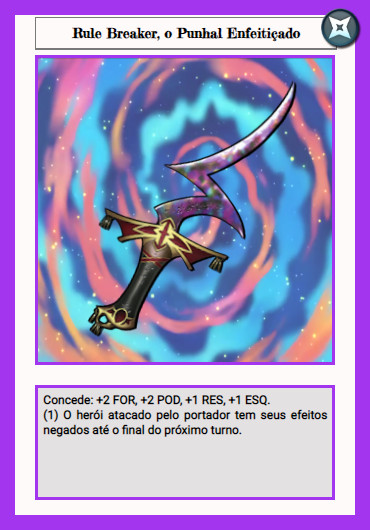 Rule Breaker, o Punhal Enfeitiçado
Concede: +2 FOR, +2 POD, +1 RES, +1 ESQ.
(1) O herói atacado pelo portador tem seus efeitos
negados até o final do próximo turno.